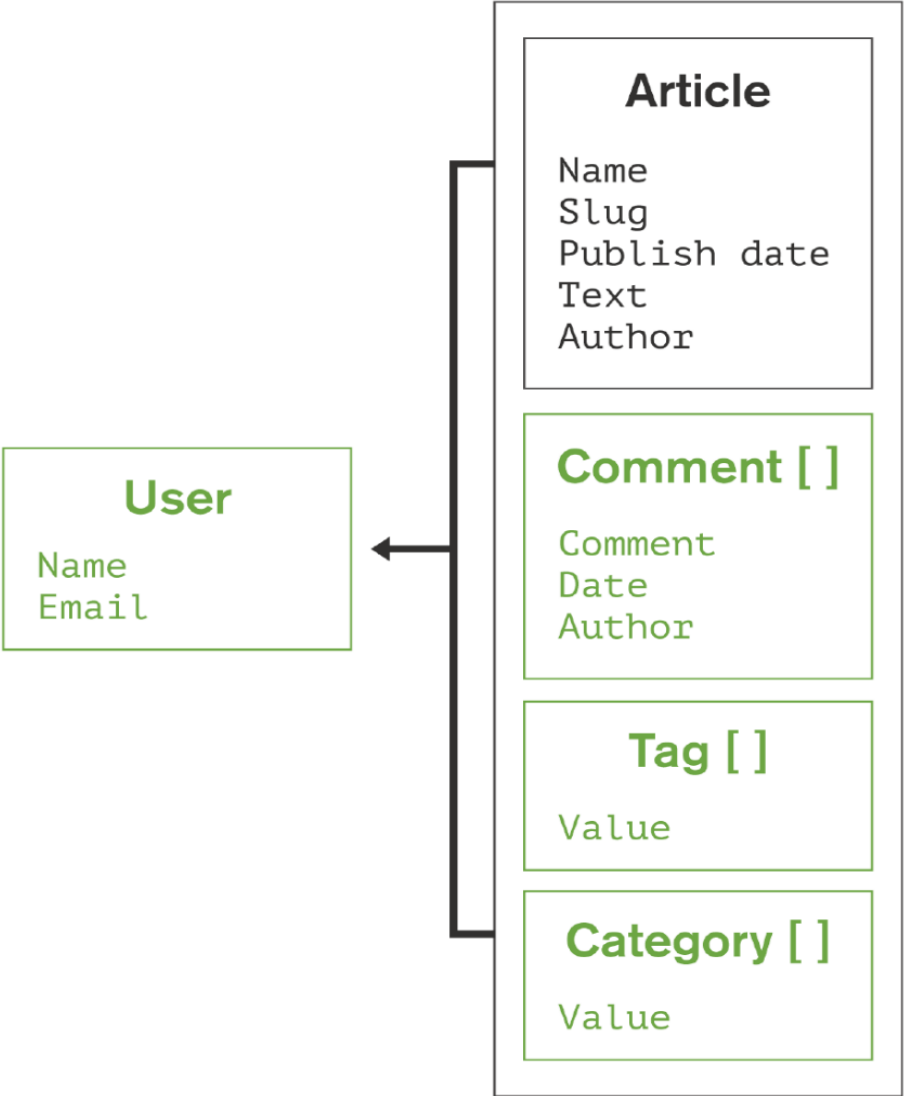 Article
Name
Slug
Publish date
Text
Author
Comment [ ]
Comment
Date
Author
User
Name
Email
Tag [ ]
Value
Category [ ]
Value